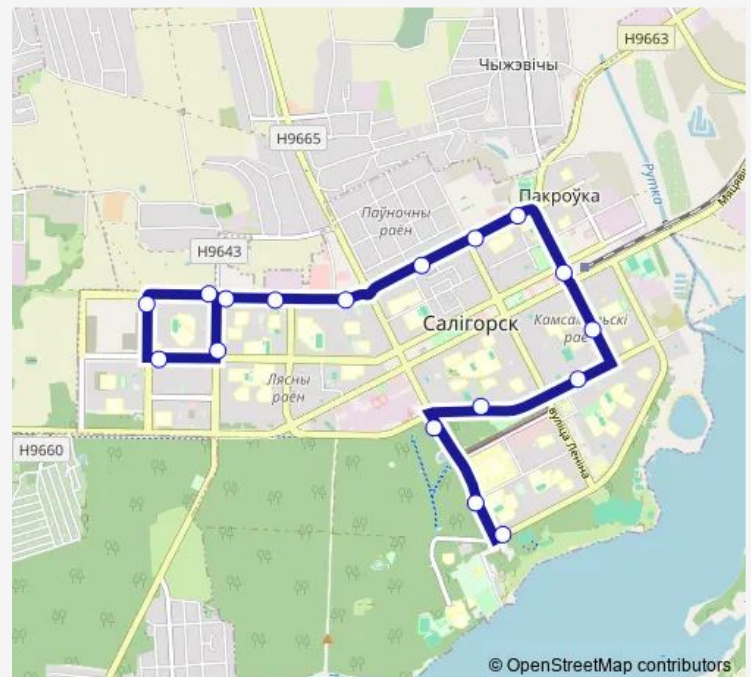 H9663
Чыжэвічы
H9665
Рутка
Пакроўка
Паўночны
раён
H9643
Салігорск
Лясны
раён
H9660
вуліца Леніна
© OpenStreetMap contributors